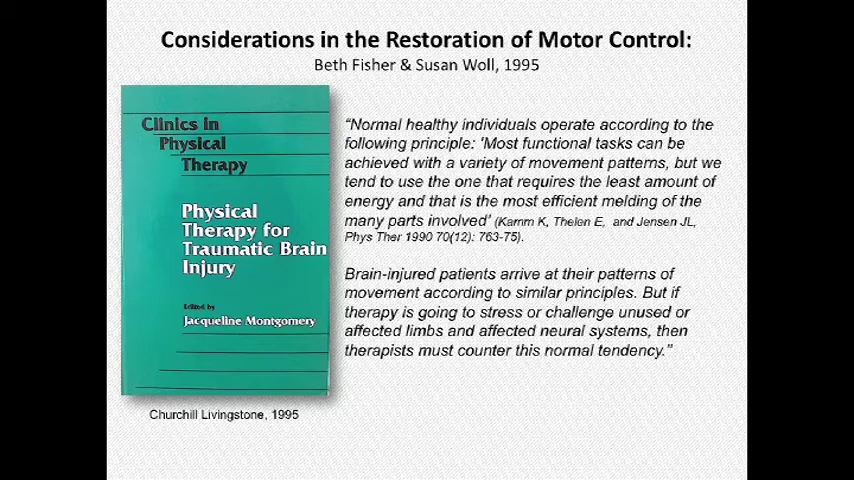 Considerations in the Restoration of Motor Control:
Beth Fisher & Susan Woll, 1995
Clinics in
Physical
Therapy
Physical
Therapy for
Traumatic Brain
Injury
Edited by
Jacqueline Montgomery
Churchill Livingstone, 1995
“Normal healthy individuals operate according to the
following principle: ‘Most functional tasks can be
achieved with a variety of movement patterns, but we
tend to use the one that requires the least amount of
energy and that is the most efficient melding of the
many parts involved’ (Kamm K, Thelen E, and Jensen JL,
Phys Ther 1990 70(12): 763-75).
Brain-injured patients arrive at their patterns of
movement according to similar principles. But if
therapy is going to stress or challenge unused or
affected limbs and affected neural systems, then
therapists must counter this normal tendency.”